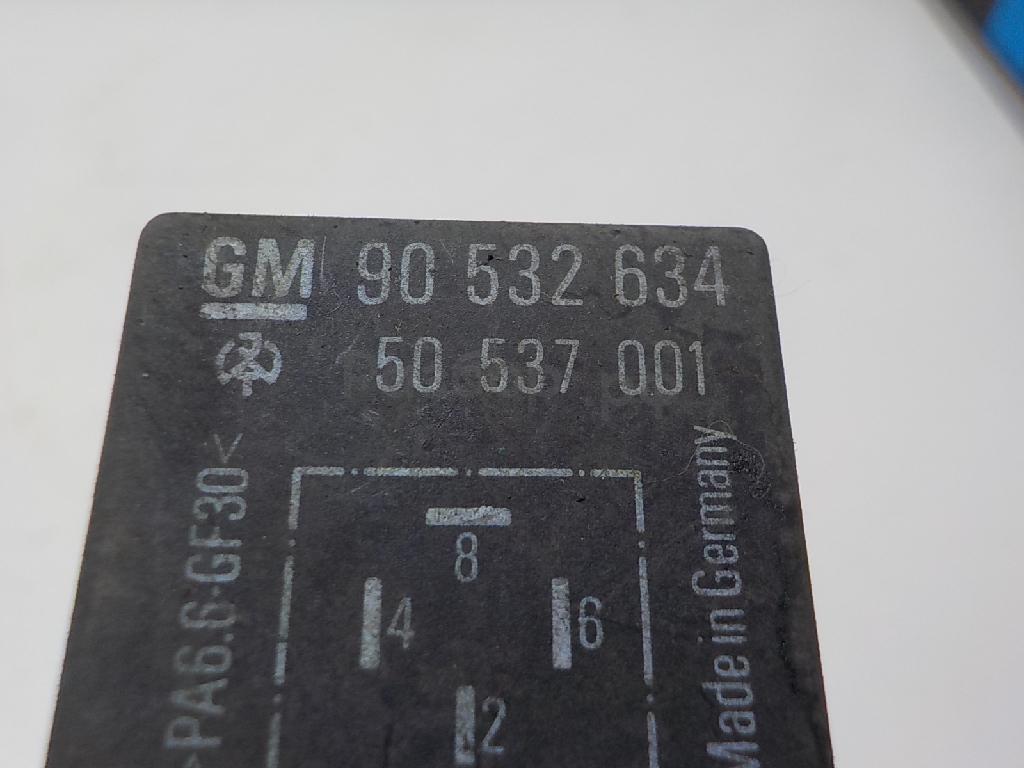 GM 90 532 634
50 537 001
>PA6.6-GF30<
8
4 6
2
Made in Germany